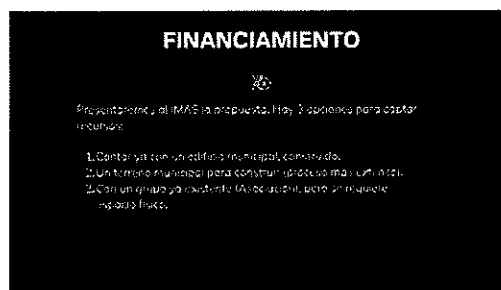 FINANCIAMIENTO
Presentaremos al IMAS la propuesta. Hay 3 opciones para captar
recursos:
1. Contar ya con un edificio municipal, construido.
2. Un terreno municipal para construir (proceso más extenso).
3. Con un grupo ya existente (Asociación), pero se requiere
espacio físico.